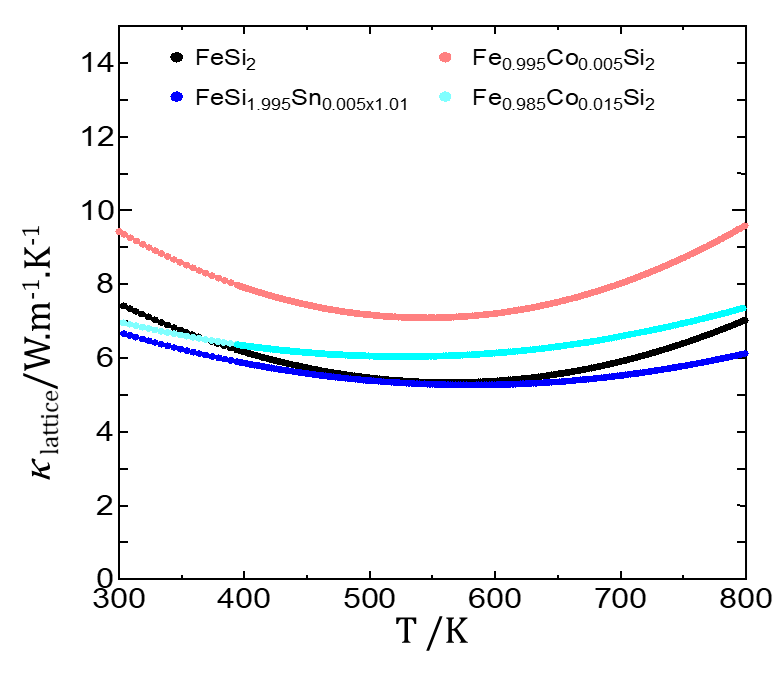 14
12
10
8
6
4
2
0
FeSi2
Fe0.995Co0.005Si2
FeSi1.995Sn0.005x1.01
Fe0.985Co0.015Si2
κlattice/W.m-1.K-1
300 400 500 600 700 800
T /K